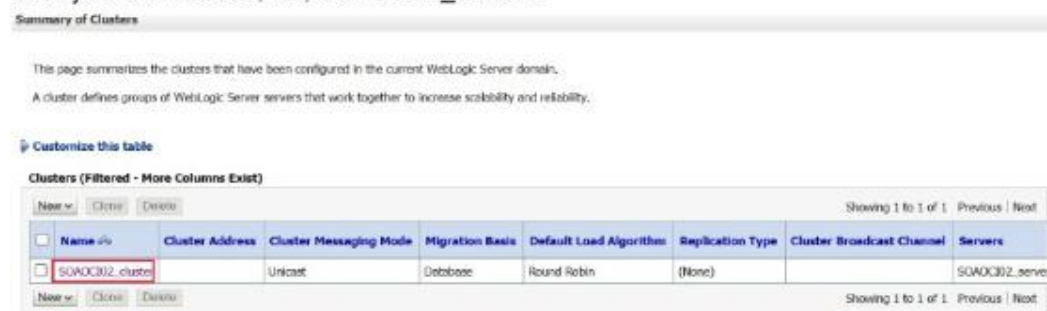 Summary of Clusters
This page summarizes the clusters that have been configured in the current WebLogic Server domain.
A cluster defines groups of WebLogic Server servers that work together to increase scalability and reliability.
Customize this table
Clusters (Filtered - More Columns Exist)
New Clone Delete Showing 1 to 1 of 1 Previous | Next
Name Cluster Address Cluster Messaging Mode Migration Basis Default Load Algorithm Replication Type Cluster Broadcast Channel Servers
SOAOCI02_cluster Unicast Database Round Robin (None) SOAOCI02_serve
New Clone Delete Showing 1 to 1 of 1 Previous | Next